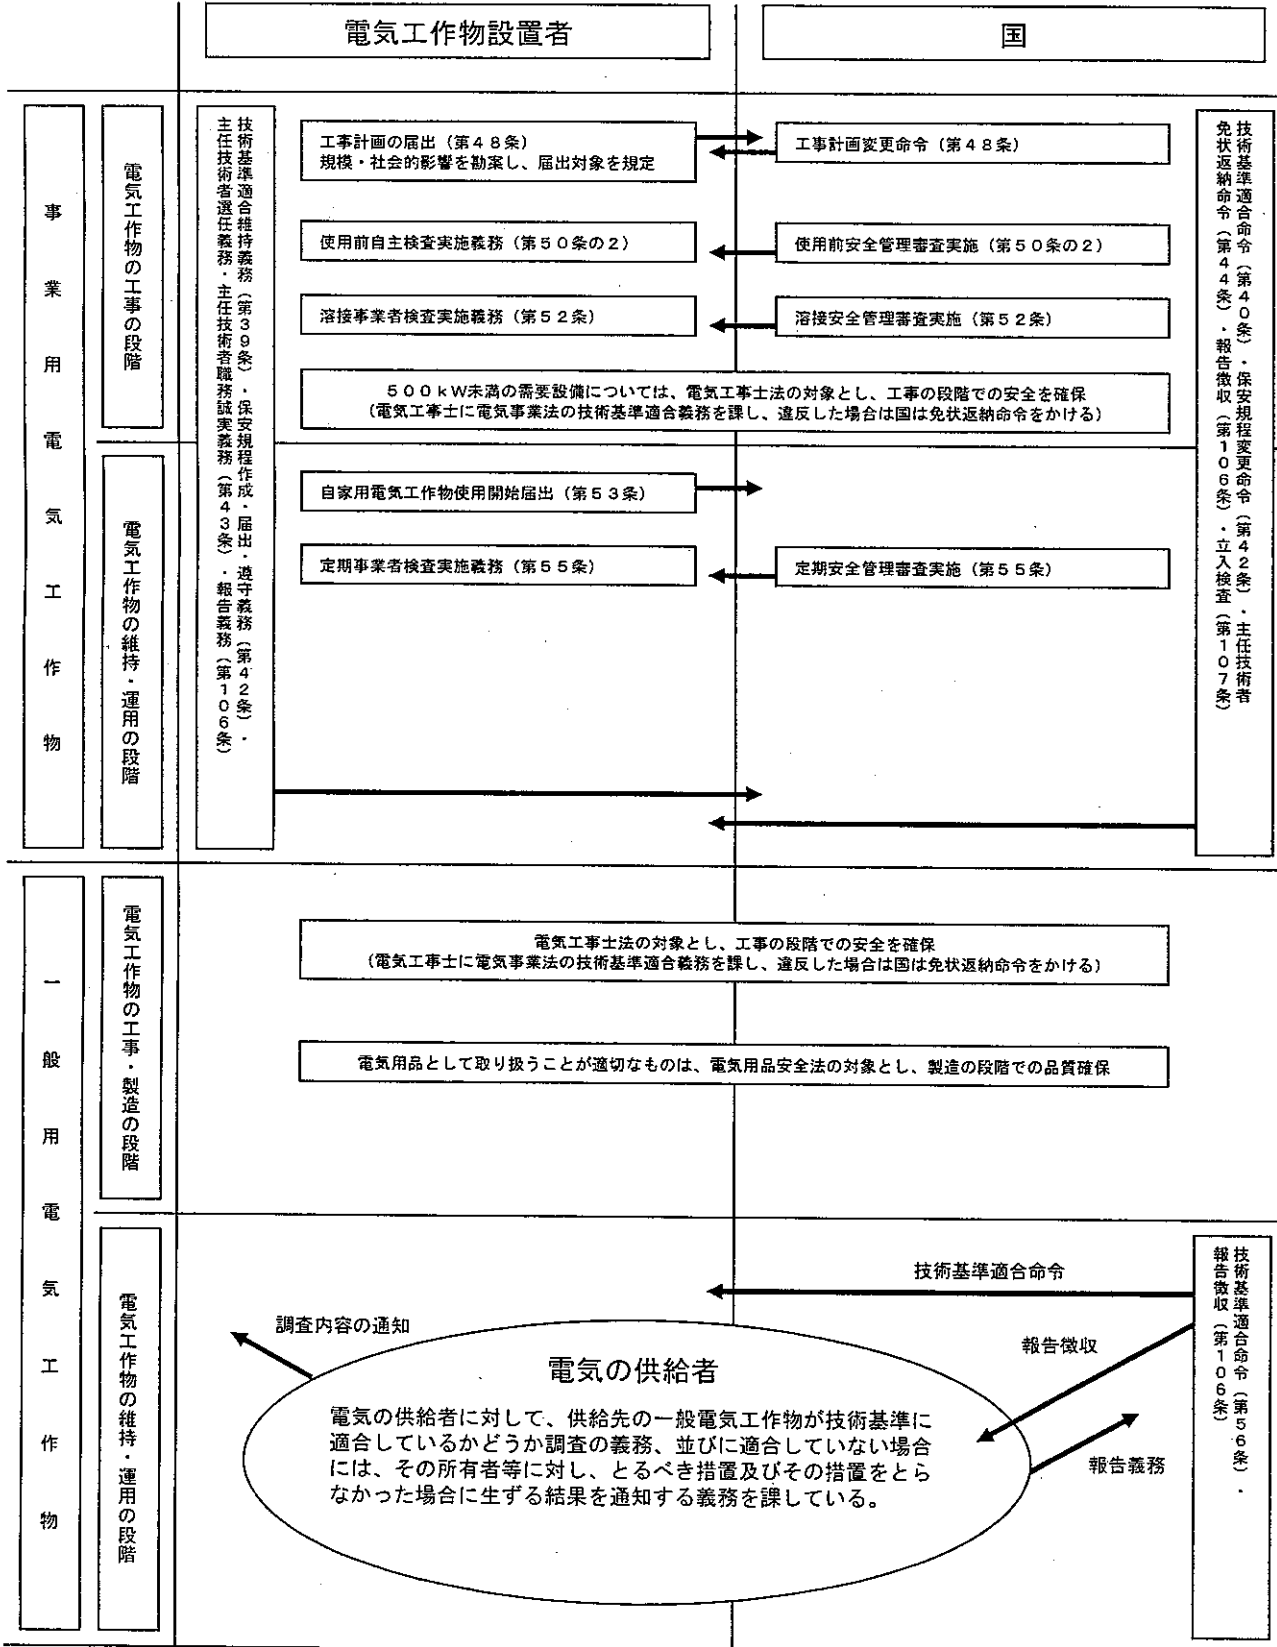 電気工作物設置者
国
事業用電気工作物
電気工作物の工事の段階
技術基準適合維持義務（第39条）・保安規程作成・届出・遵守義務（第42条）・
主任技術者選任義務・主任技術者職務誠実義務（第43条）・報告義務（第106条）
工事計画の届出（第48条）
規模・社会的影響を勘案し、届出対象を規定
工事計画変更命令（第48条）
使用前自主検査実施義務（第50条の2）
使用前安全管理審査実施（第50条の2）
溶接事業者検査実施義務（第52条）
溶接安全管理審査実施（第52条）
500kW未満の需要設備については、電気工事士法の対象とし、工事の段階での安全を確保
（電気工事士に電気事業法の技術基準適合義務を課し、違反した場合は国は免状返納命令をかける）
技術基準適合命令（第40条）・保安規程変更命令（第42条）・主任技術者
免状返納命令（第44条）・報告徴収（第106条）・立入検査（第107条）
電気工作物の維持・運用の段階
自家用電気工作物使用開始届出（第53条）
定期事業者検査実施義務（第55条）
定期安全管理審査実施（第55条）
一般用電気工作物
電気工作物の工事・製造の段階
電気工事士法の対象とし、工事の段階での安全を確保
（電気工事士に電気事業法の技術基準適合義務を課し、違反した場合は国は免状返納命令をかける）
電気用品として取り扱うことが適切なものは、電気用品安全法の対象とし、製造の段階での品質確保
電気工作物の維持・運用の段階
技術基準適合命令
調査内容の通知
報告徴収
電気の供給者
電気の供給者に対して、供給先の一般電気工作物が技術基準に
適合しているかどうか調査の義務、並びに適合していない場合
には、その所有者等に対し、とるべき措置及びその措置をとら
なかった場合に生ずる結果を通知する義務を課している。
報告義務
技術基準適合命令（第56条）・
報告徴収（第106条）